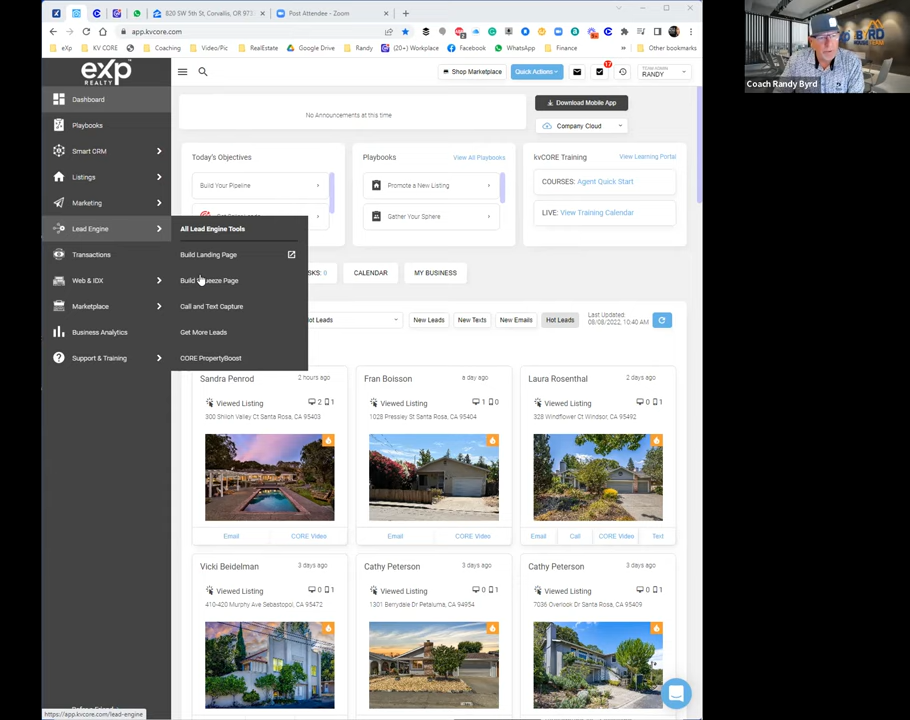 820 SW 5th St, Corvallis, OR 973
Post Attendee - Zoom
app.kvcore.com
eXp
KV CORE
Coaching
Video/Pic
RealEstate
Google Drive
Randy
(20+) Workplace
Facebook
WhatsApp
Finance
Other bookmarks
exp
REALTY
Shop Marketplace
Quick Actions
17
RANDY
Dashboard
Playbooks
Smart CRM
Listings
Marketing
Lead Engine
Transactions
Web & IDX
Marketplace
Business Analytics
Support & Training
All Lead Engine Tools
Build Landing Page
Build Squeeze Page
Call and Text Capture
Get More Leads
CORE PropertyBoost
No Announcements at this time
Download Mobile App
Company Cloud
Today's Objectives
Build Your Pipeline
Playbooks
View All Playbooks
Promote a New Listing
Gather Your Sphere
kvCORE Training
View Learning Portal
COURSES: Agent Quick Start
LIVE: View Training Calendar
CALENDAR
MY BUSINESS
New Leads
New Texts
New Emails
Hot Leads
Last Updated:
08/08/2022, 10:40 AM
Sandra Penrod
2 hours ago
Viewed Listing
2 1
300 Shiloh Valley Ct Santa Rosa, CA 95403
Email
CORE Video
Fran Boisson
a day ago
Viewed Listing
1 0
1028 Pressley St Santa Rosa, CA 95404
Email
CORE Video
Laura Rosenthal
2 days ago
Viewed Listing
0 1
328 Windflower Ct Windsor, CA 95492
Email
Call
CORE Video
Text
Vicki Beidelman
3 days ago
Viewed Listing
0 1
410-420 Murphy Ave Sebastopol, CA 95472
Cathy Peterson
3 days ago
Viewed Listing
0 1
1301 Berrydale Dr Petaluma, CA 94954
Cathy Peterson
3 days ago
Viewed Listing
0 1
7036 Overlook Dr Santa Rosa, CA 95409
https://app.kvcore.com/lead-engine
BYRD
Coach Randy Byrd